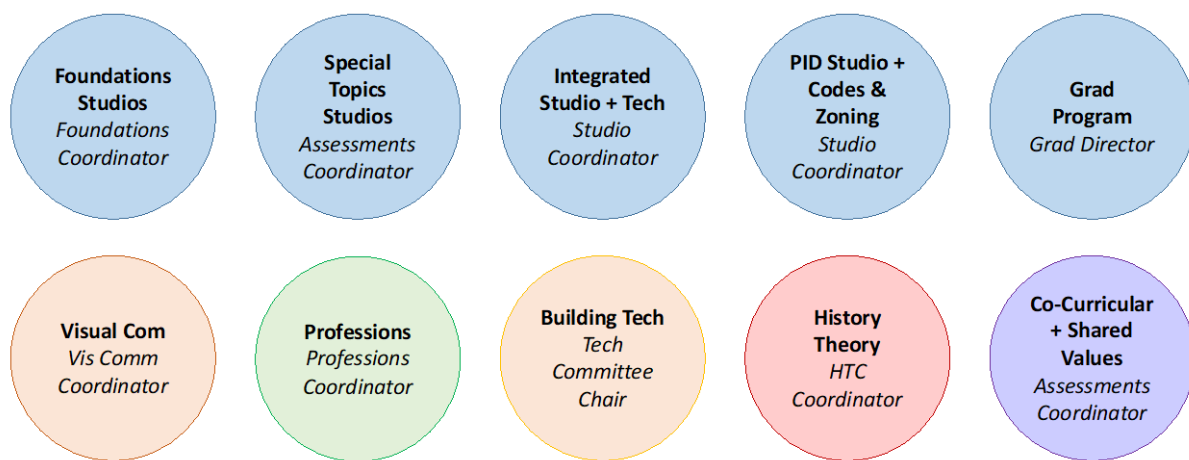 Foundations
Studios
Foundations
Coordinator
Special
Topics
Studios
Assessments
Coordinator
Integrated
Studio + Tech
Studio
Coordinator
PID Studio +
Codes &
Zoning
Studio
Coordinator
Grad
Program
Grad Director
Visual Com
Vis Comm
Coordinator
Professions
Professions
Coordinator
Building Tech
Tech
Committee
Chair
History
Theory
HTC
Coordinator
Co-Curricular
+ Shared
Values
Assessments
Coordinator